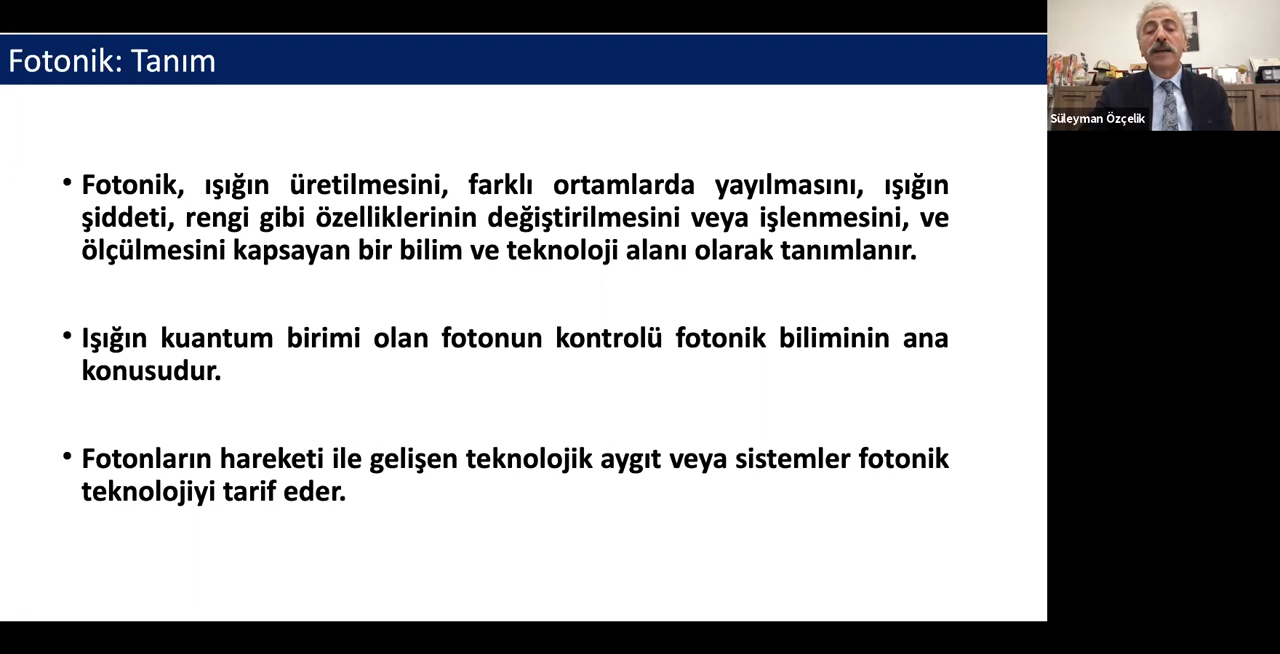 Fotonik: Tanım
• Fotonik, ışığın üretilmesini, farklı ortamlarda yayılmasını, ışığın
şiddeti, rengi gibi özelliklerinin değiştirilmesini veya işlenmesini, ve
ölçülmesini kapsayan bir bilim ve teknoloji alanı olarak tanımlanır.
• Işığın kuantum birimi olan fotonun kontrolü fotonik biliminin ana
konusudur.
• Fotonların hareketi ile gelişen teknolojik aygıt veya sistemler fotonik
teknolojiyi tarif eder.
Süleyman Özçelik